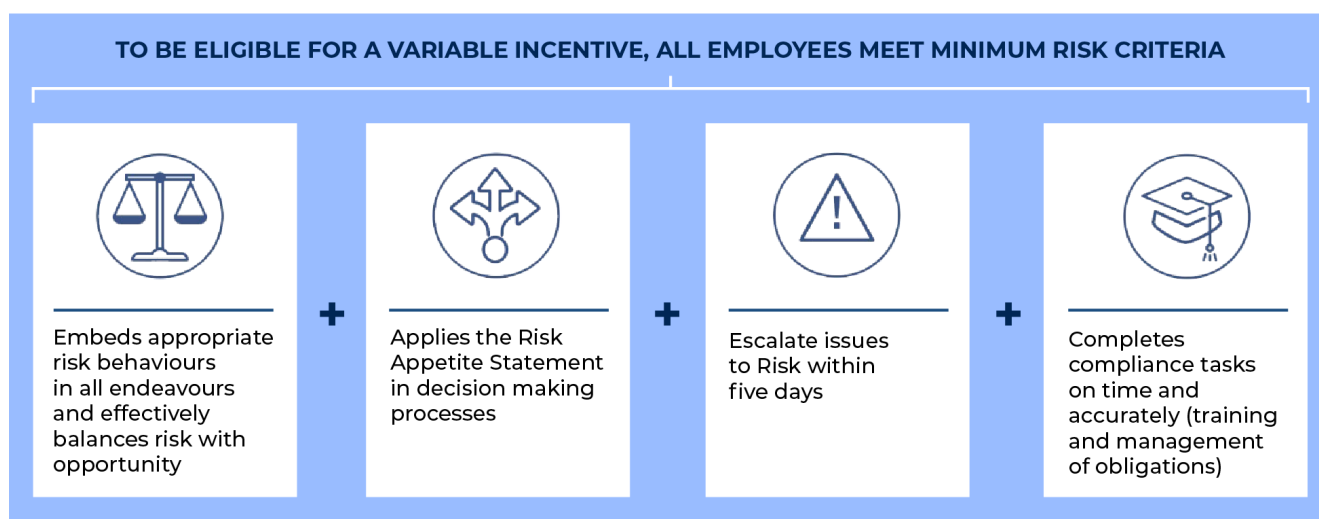 TO BE ELIGIBLE FOR A VARIABLE INCENTIVE, ALL EMPLOYEES MEET MINIMUM RISK CRITERIA
Embeds appropriate
risk behaviours
in all endeavours
and effectively
balances risk with
opportunity
+
Applies the Risk
Appetite Statement
in decision making
processes
+
Escalate issues
to Risk within
five days
+
Completes
compliance tasks
on time and
accurately (training
and management
of obligations)